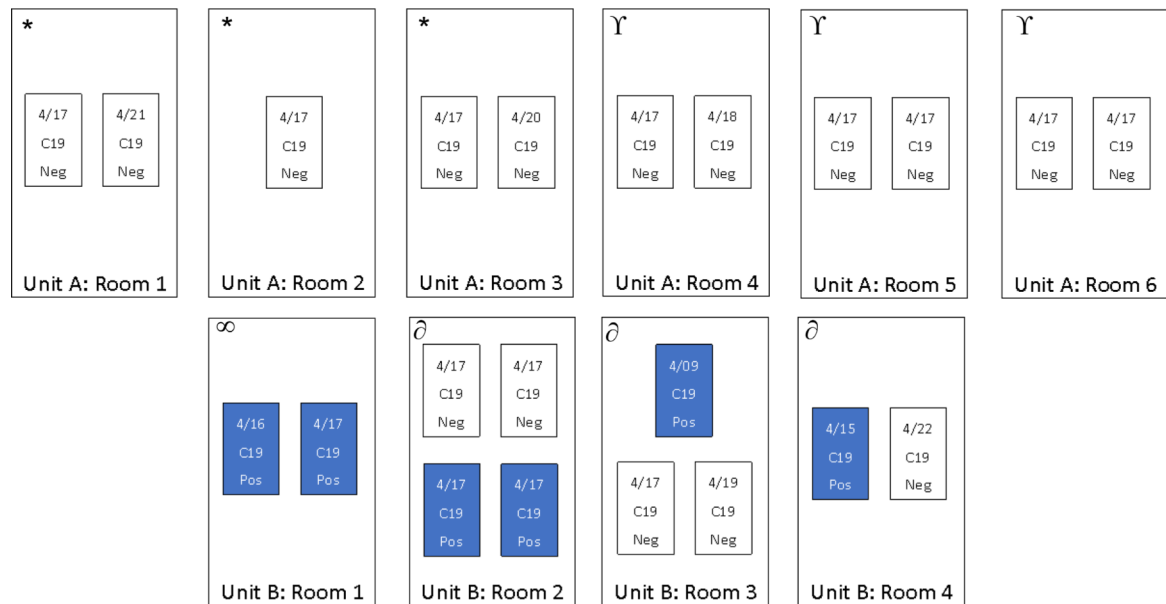 *
4/17
C19
Neg
4/21
C19
Neg
Unit A: Room 1
*
4/17
C19
Neg
Unit A: Room 2
*
4/17
C19
Neg
4/20
C19
Neg
Unit A: Room 3
ϒ
4/17
C19
Neg
4/18
C19
Neg
Unit A: Room 4
ϒ
4/17
C19
Neg
4/17
C19
Neg
Unit A: Room 5
ϒ
4/17
C19
Neg
4/17
C19
Neg
Unit A: Room 6
∞
4/16
C19
Pos
4/17
C19
Pos
Unit B: Room 1
∂
4/17
C19
Neg
4/17
C19
Neg
4/17
C19
Pos
4/17
C19
Pos
Unit B: Room 2
∂
4/09
C19
Pos
4/17
C19
Neg
4/19
C19
Neg
Unit B: Room 3
∂
4/15
C19
Pos
4/22
C19
Neg
Unit B: Room 4